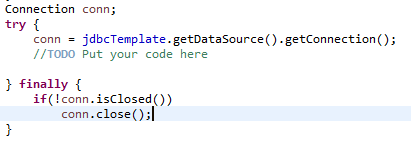 Connection conn;
try {
    conn = jdbcTemplate.getDataSource().getConnection();
    //TODO Put your code here
} finally {
    if(!conn.isClosed())
        conn.close();
}